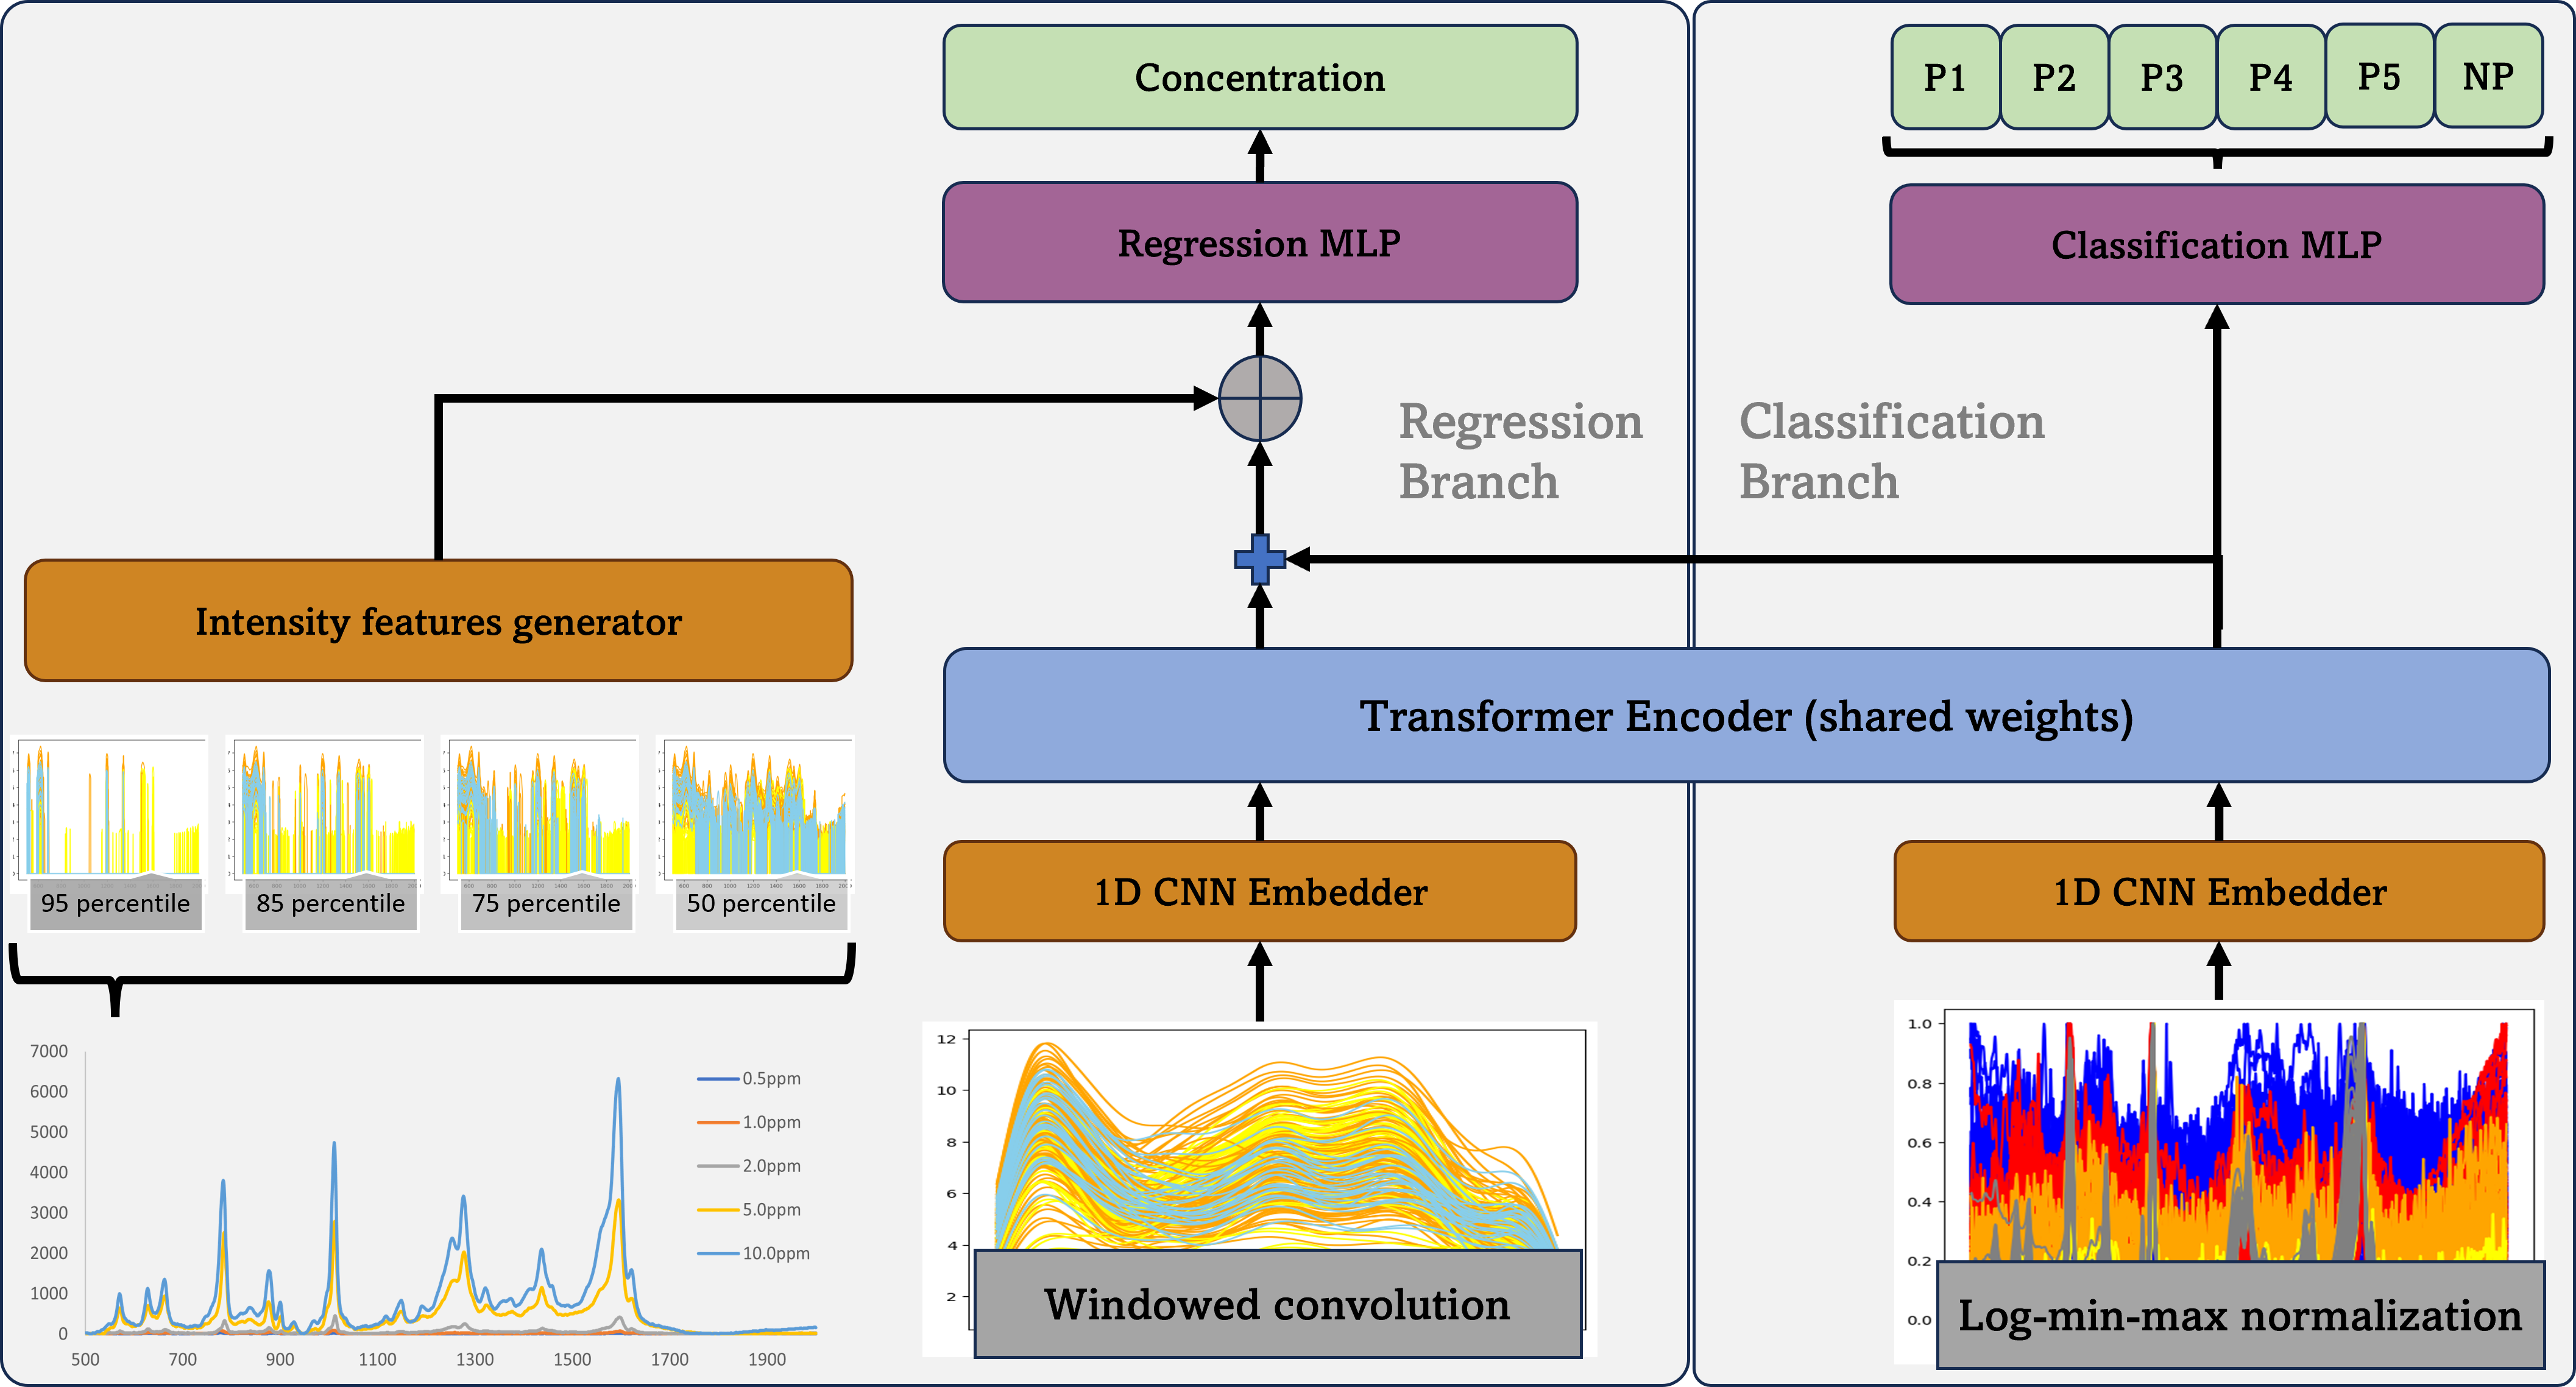 Concentration
P1 P2 P3 P4 P5 NP
Regression MLP
Classification MLP
Regression
Branch
Classification
Branch
Intensity features generator
Transformer Encoder (shared weights)
95 percentile
85 percentile
75 percentile
50 percentile
1D CNN Embedder
1D CNN Embedder
7000
6000
5000
4000
3000
2000
1000
0
500 700 900 1100 1300 1500 1700 1900
0.5ppm
1.0ppm
2.0ppm
5.0ppm
10.0ppm
12
10
8
6
4
2
Windowed convolution
1.0
0.8
0.6
0.4
0.2
0.0
Log-min-max normalization